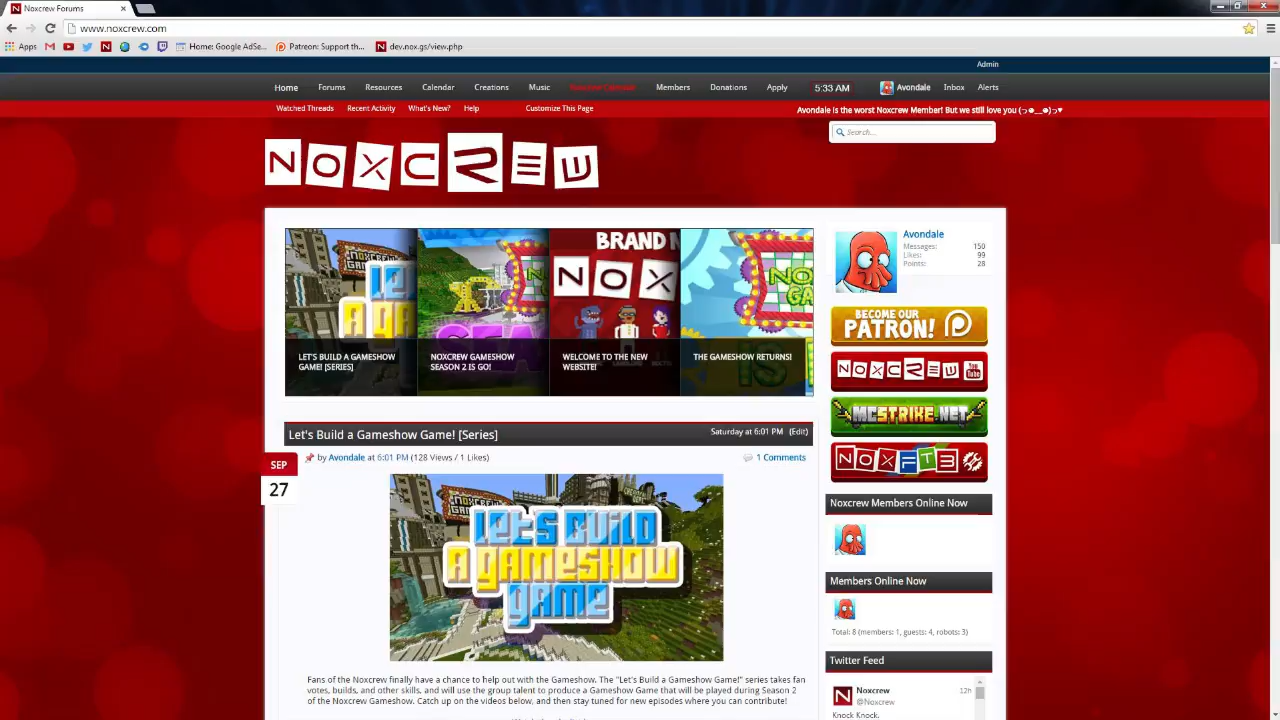 Noxcrew Forums
www.noxcrew.com
Apps
Home: Google AdSe...
Patreon: Support th...
dev.nox.gs/view.php
Admin
Home Forums Resources Calendar Creations Music Noxcrew Calendar Members Donations Apply 5:33 AM Avondale Inbox Alerts
Watched Threads Recent Activity What's New? Help Customize This Page
Avondale is the worst Noxcrew Member! But we still love you
Search...
NOXCREW
LET'S BUILD A GAMESHOW GAME! [SERIES]
NOXCREW GAMESHOW SEASON 2 IS GO!
BRAND N
NOX
WELCOME TO THE NEW WEBSITE!
THE GAMESHOW RETURNS!
Avondale
Messages: 150
Likes: 99
Points: 28
BECOME OUR
PATRON!
NOXCREW You Tube
MCSTRIKE.NET
NOXFT3
Let's Build a Gameshow Game! [Series]
Saturday at 6:01 PM (Edit)
SEP
27
by Avondale at 6:01 PM (128 Views / 1 Likes)
1 Comments
LET'S BUILD
A GAMESHOW
GAME
Fans of the Noxcrew finally have a chance to help out with the Gameshow. The "Let's Build a Gameshow Game!" series takes fan
votes, builds, and other skills, and will use the group talent to produce a Gameshow Game that will be played during Season 2
of the Noxcrew Gameshow. Catch up on the videos below, and then stay tuned for new episodes where you can contribute!
Noxcrew Members Online Now
Members Online Now
Total: 8 (members: 1, guests: 4, robots: 3)
Twitter Feed
Noxcrew
12h
@Noxcrew
Knock Knock.